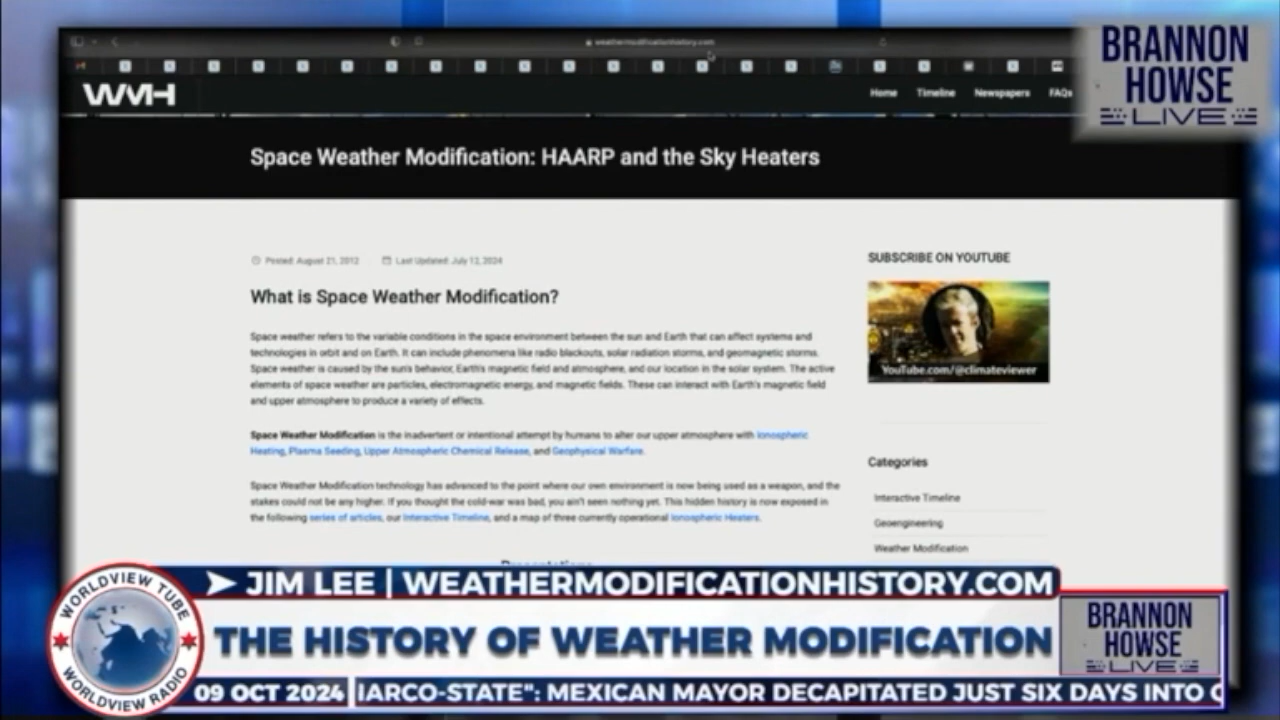 BRANNON
HOWSE
LIVE
weathermodificationhistory.com
WMH
Home Timeline Newspapers FAQs
Space Weather Modification: HAARP and the Sky Heaters
Posted: August 21, 2012 Last Updated: July 12, 2024
SUBSCRIBE ON YOUTUBE
What is Space Weather Modification?
Space weather refers to the variable conditions in the space environment between the sun and Earth that can affect systems and
technologies in orbit and on Earth. It can include phenomena like radio blackouts, solar radiation storms, and geomagnetic storms.
Space weather is caused by the sun's behavior, Earth's magnetic field and atmosphere, and our location in the solar system. The active
elements of space weather are particles, electromagnetic energy, and magnetic fields. These can interact with Earth's magnetic field
and upper atmosphere to produce a variety of effects.
YouTube.com/@climateviewer
Space Weather Modification is the inadvertent or intentional attempt by humans to alter our upper atmosphere with Ionospheric
Heating, Plasma Seeding, Upper Atmospheric Chemical Release, and Geophysical Warfare.
Categories
Space Weather Modification technology has advanced to the point where our own environment is now being used as a weapon, and the
stakes could not be any higher. If you thought the cold-war was bad, you ain't seen nothing yet. This hidden history is now exposed in
the following series of articles, our Interactive Timeline, and a map of three currently operational Ionospheric Heaters.
Interactive Timeline
Geoengineering
Weather Modification
JIM LEE | WEATHERMODIFICATIONHISTORY.COM
THE HISTORY OF WEATHER MODIFICATION
WORLDVIEW TUBE
WORLDVIEW RADIO
BRANNON
HOWSE
LIVE
09 OCT 2024 IARCO-STATE": MEXICAN MAYOR DECAPITATED JUST SIX DAYS INTO